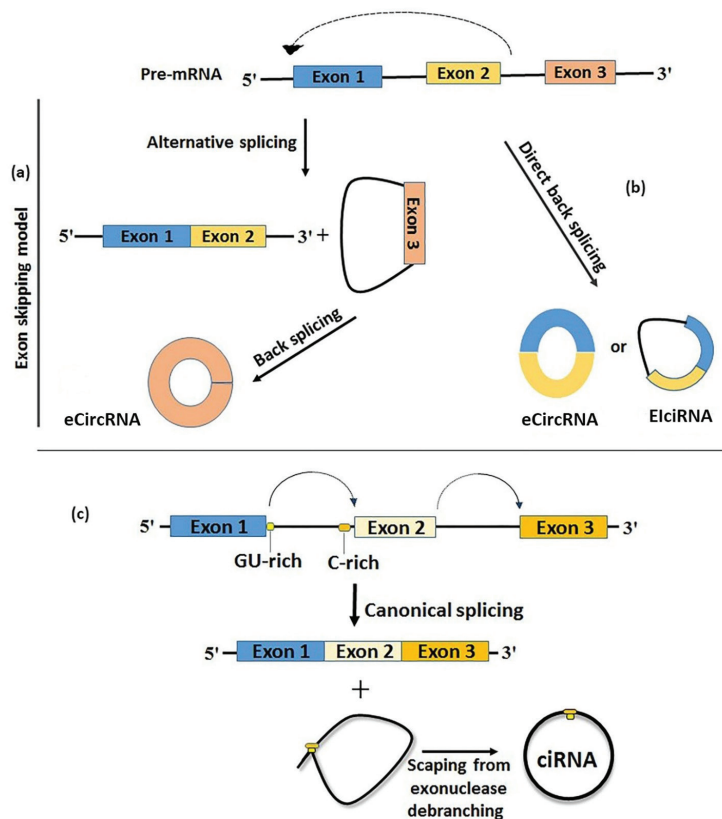 Pre-mRNA 5' Exon 1 Exon 2 Exon 3 3'
Alternative splicing
(a)
Exon skipping model
Direct back splicing
(b)
5' Exon 1 Exon 2 3' + Exon 3
Back splicing
eCircRNA
eCircRNA or EIciRNA
(c)
5' Exon 1 Exon 2 Exon 3 3'
GU-rich C-rich
Canonical splicing
5' Exon 1 Exon 2 Exon 3 3'
+
Scaping from
exonuclease
debranching
ciRNA